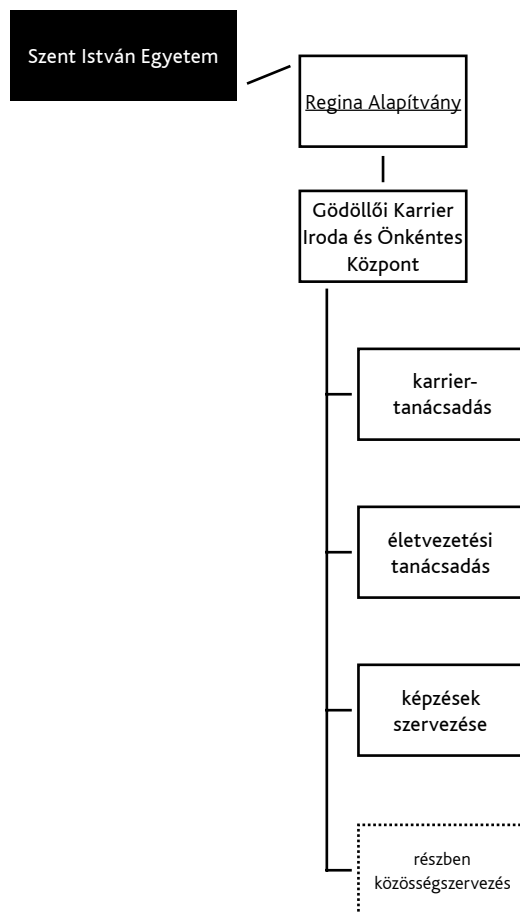 Szent István Egyetem
Regina Alapítvány
Gödöllői Karrier
Iroda és Önkéntes
Központ
karrier-
tanácsadás
életvezetési
tanácsadás
képzések
szervezése
részben
közösségszervezés